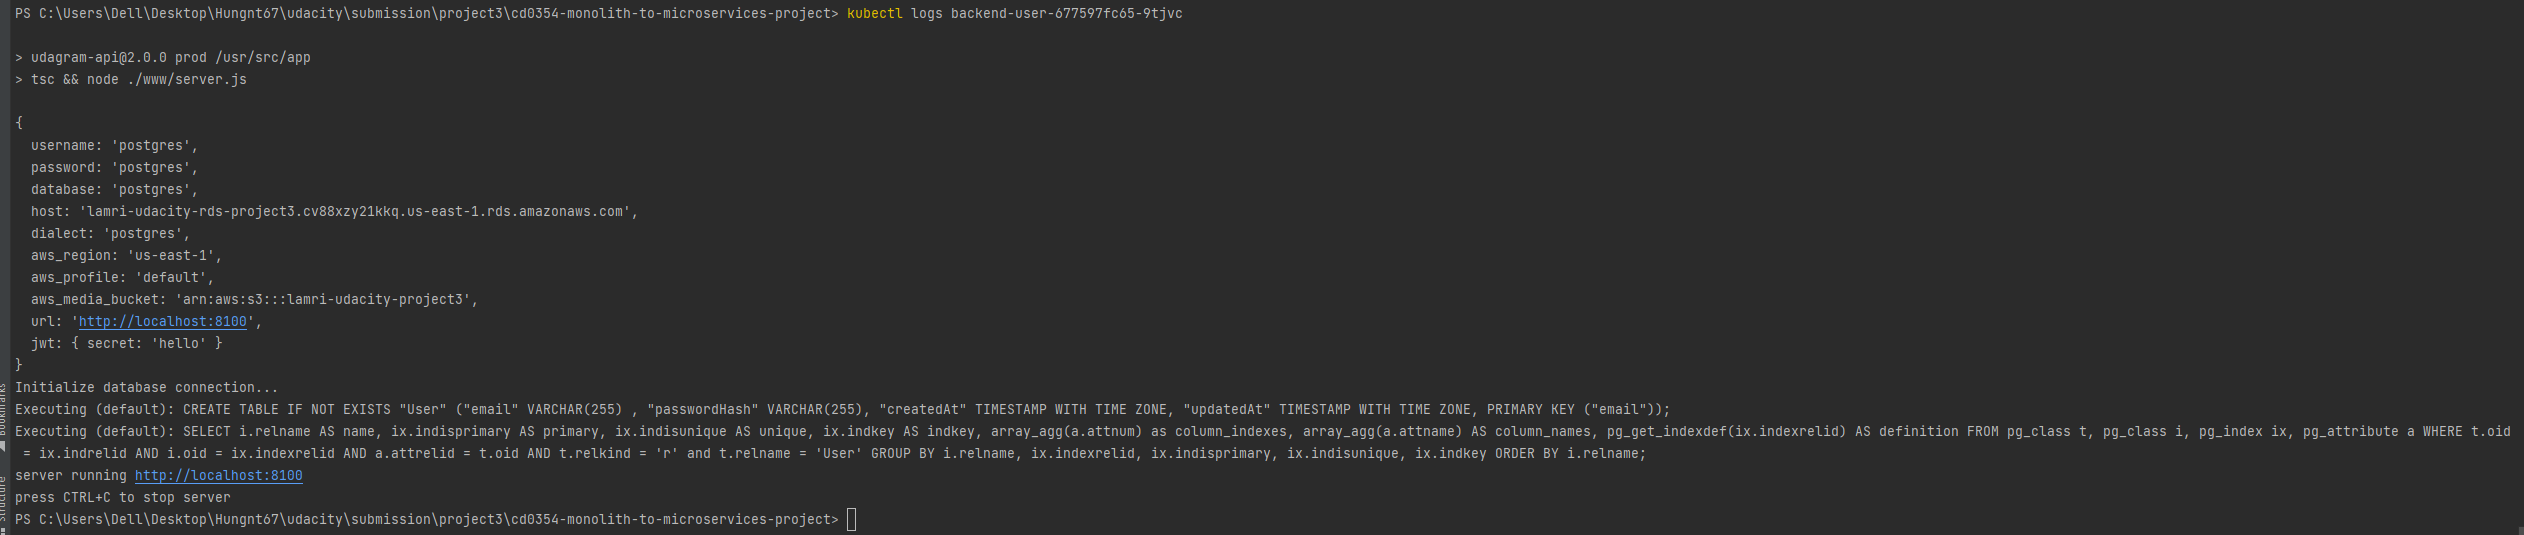 PS C:\Users\Dell\Desktop\Hungnt67\udacity\submission\project3\cd0354-monolith-to-microservices-project> kubectl logs backend-user-677597fc65-9tjvc
> udagram-api@2.0.0 prod /usr/src/app
> tsc && node ./www/server.js
{
  username: 'postgres',
  password: 'postgres',
  database: 'postgres',
  host: 'lamri-udacity-rds-project3.cv88xzy21kkq.us-east-1.rds.amazonaws.com',
  dialect: 'postgres',
  aws_region: 'us-east-1',
  aws_profile: 'default',
  aws_media_bucket: 'arn:aws:s3:::lamri-udacity-project3',
  url: 'http://localhost:8100',
  jwt: { secret: 'hello' }
}
Initialize database connection...
Executing (default): CREATE TABLE IF NOT EXISTS "User" ("email" VARCHAR(255) , "passwordHash" VARCHAR(255), "createdAt" TIMESTAMP WITH TIME ZONE, "updatedAt" TIMESTAMP WITH TIME ZONE, PRIMARY KEY ("email"));
Executing (default): SELECT i.relname AS name, ix.indisprimary AS primary, ix.indisunique AS unique, ix.indkey AS indkey, array_agg(a.attnum) as column_indexes, array_agg(a.attname) AS column_names, pg_get_indexdef(ix.indexrelid) AS definition FROM pg_class t, pg_class i, pg_index ix, pg_attribute a WHERE t.oid
 = ix.indrelid AND i.oid = ix.indexrelid AND a.attrelid = t.oid AND t.relkind = 'r' and t.relname = 'User' GROUP BY i.relname, ix.indexrelid, ix.indisprimary, ix.indisunique, ix.indkey ORDER BY i.relname;
server running http://localhost:8100
press CTRL+C to stop server
PS C:\Users\Dell\Desktop\Hungnt67\udacity\submission\project3\cd0354-monolith-to-microservices-project>
Bookmarks
Structure